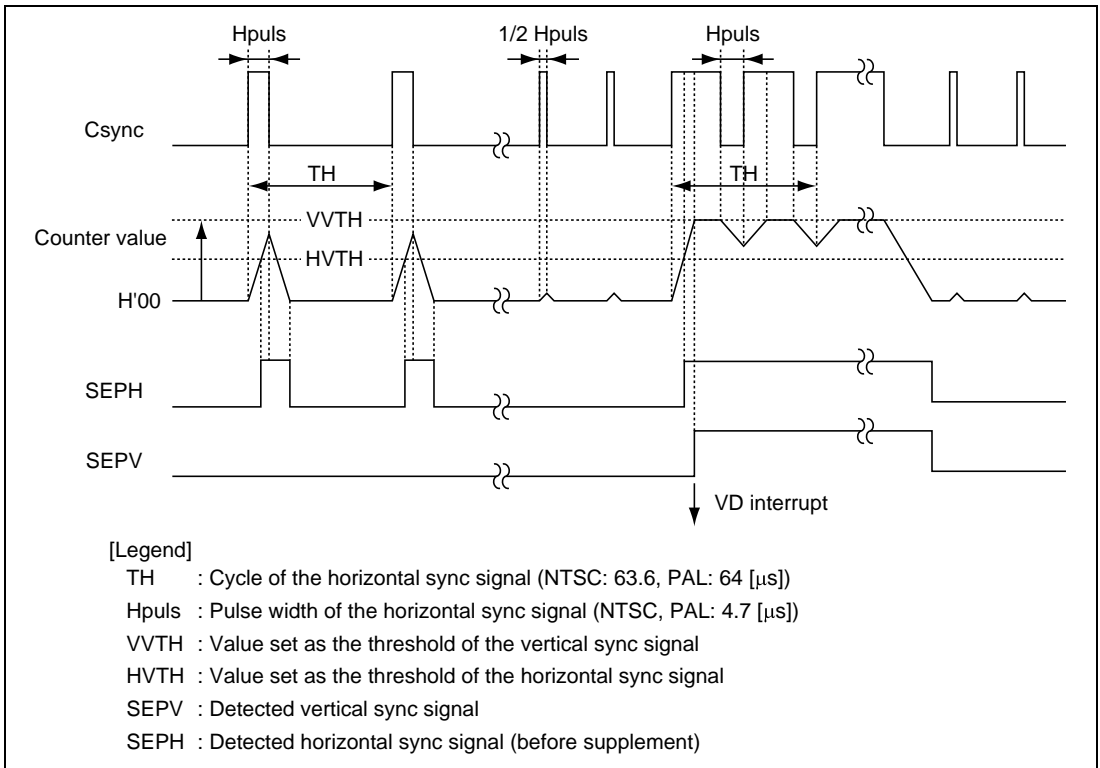 Hpuls 1/2 Hpuls Hpuls
Csync
TH TH
VVTH
Counter value
HVTH
H'00
SEPH
SEPV
VD interrupt
[Legend]
TH : Cycle of the horizontal sync signal (NTSC: 63.6, PAL: 64 [μs])
Hpuls : Pulse width of the horizontal sync signal (NTSC, PAL: 4.7 [μs])
VVTH : Value set as the threshold of the vertical sync signal
HVTH : Value set as the threshold of the horizontal sync signal
SEPV : Detected vertical sync signal
SEPH : Detected horizontal sync signal (before supplement)